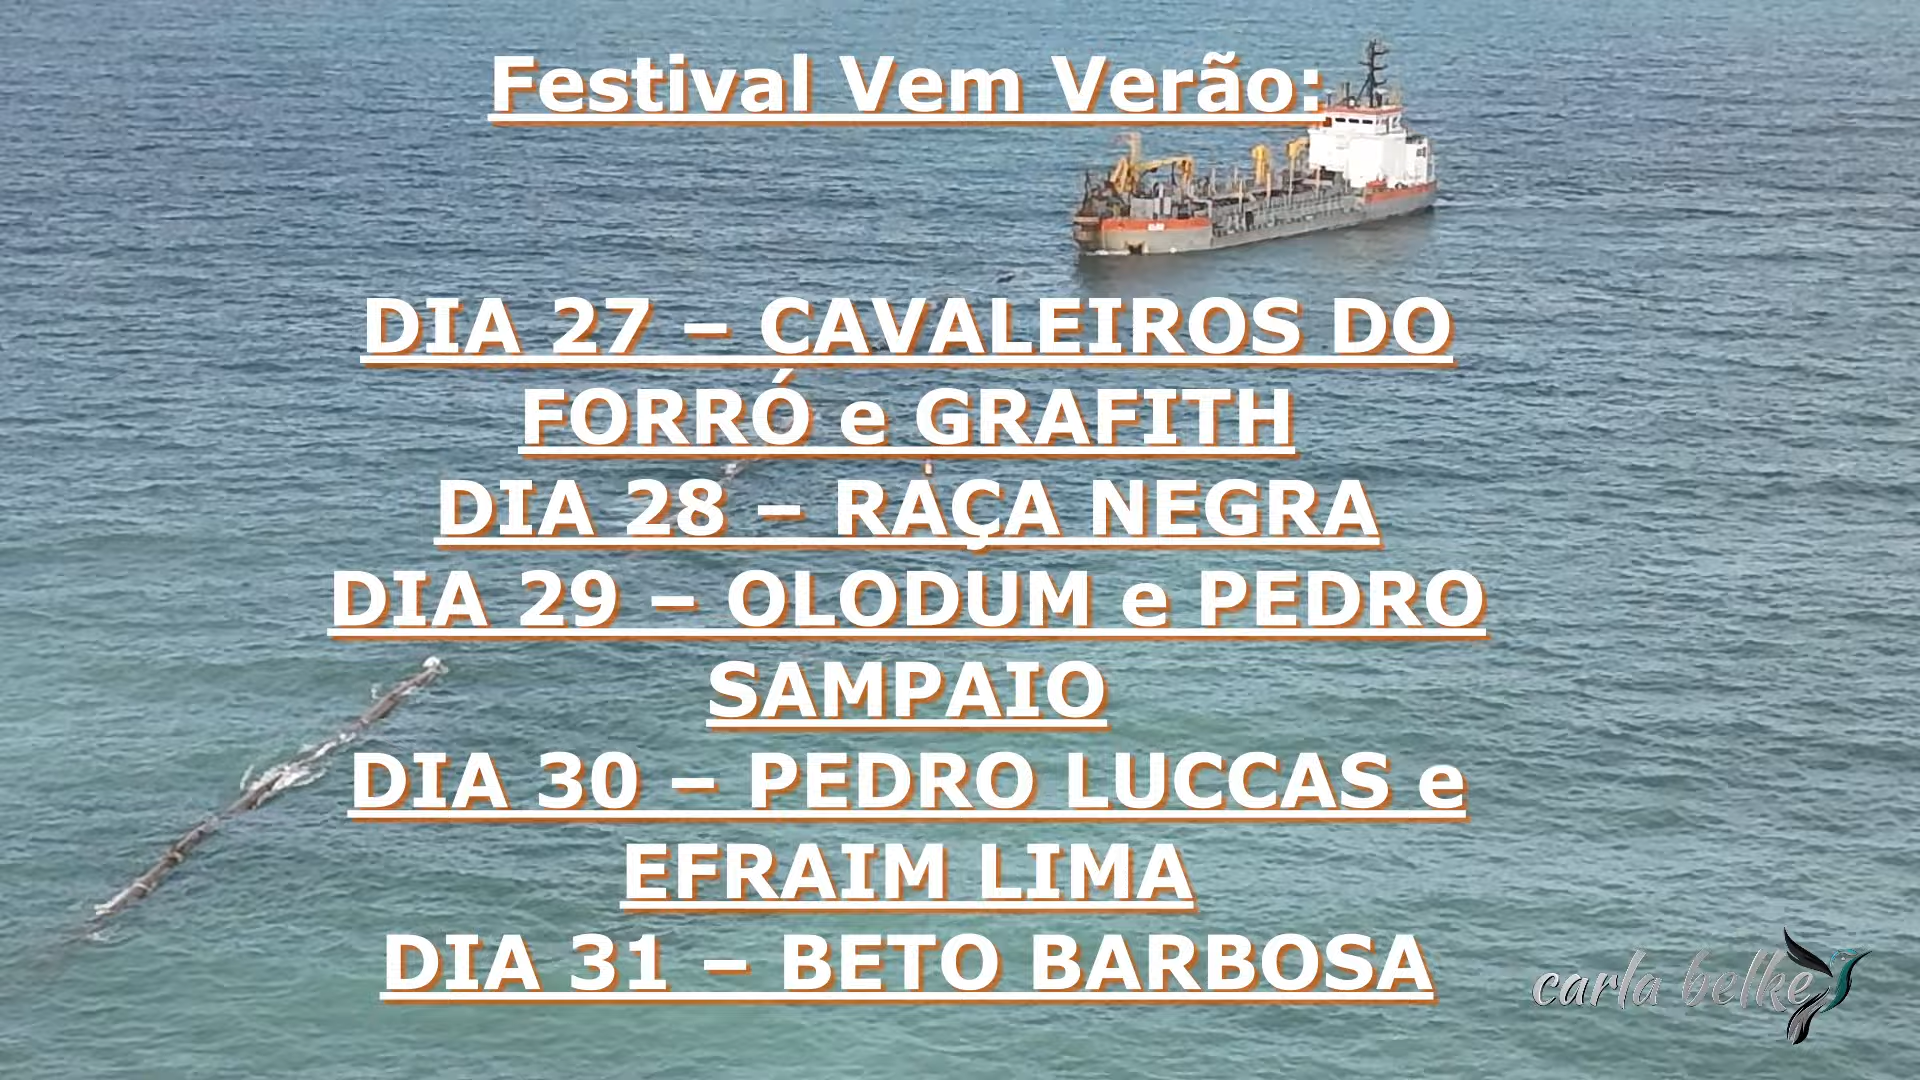 Festival Vem Verão:
DIA 27 – CAVALEIROS DO
FORRÓ e GRAFITH
DIA 28 – RAÇA NEGRA
DIA 29 – OLODUM e PEDRO
SAMPAIO
DIA 30 – PEDRO LUCCAS e
EFRAIM LIMA
DIA 31 – BETO BARBOSA
carla belke